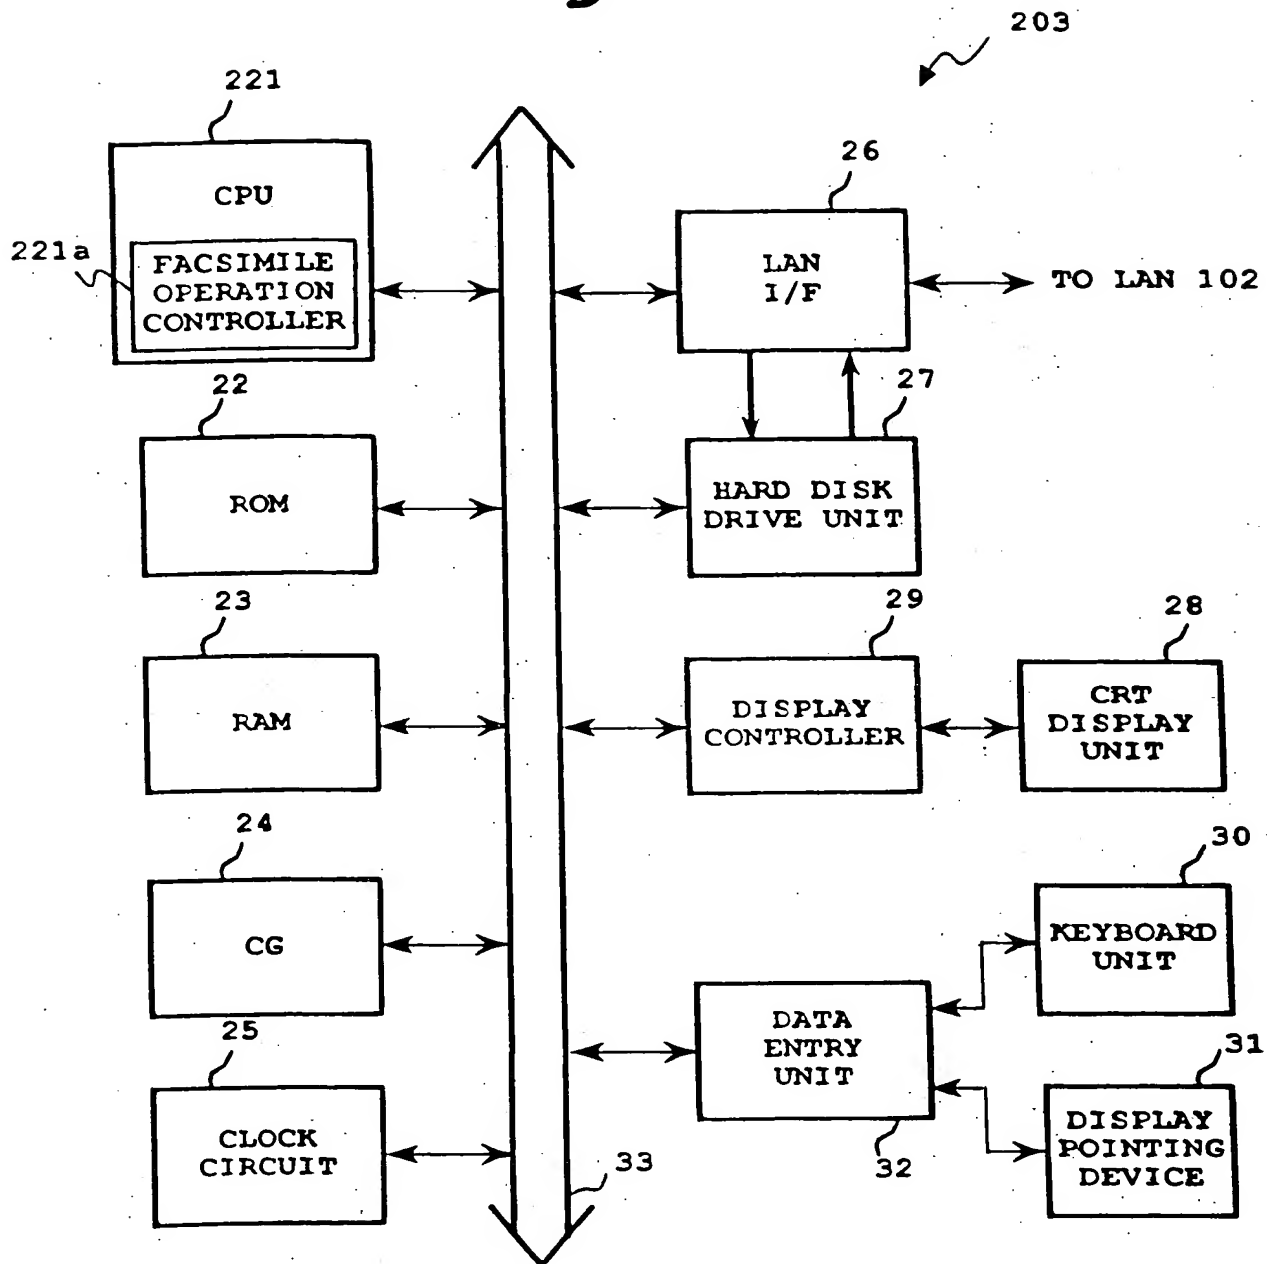 203
221
CPU
221a
FACSIMILE
OPERATION
CONTROLLER
26
LAN
I/F
TO LAN 102
22
ROM
27
HARD DISK
DRIVE UNIT
23
RAM
29
DISPLAY
CONTROLLER
28
CRT
DISPLAY
UNIT
24
CG
30
KEYBOARD
UNIT
25
CLOCK
CIRCUIT
DATA
ENTRY
UNIT
32
31
DISPLAY
POINTING
DEVICE
33